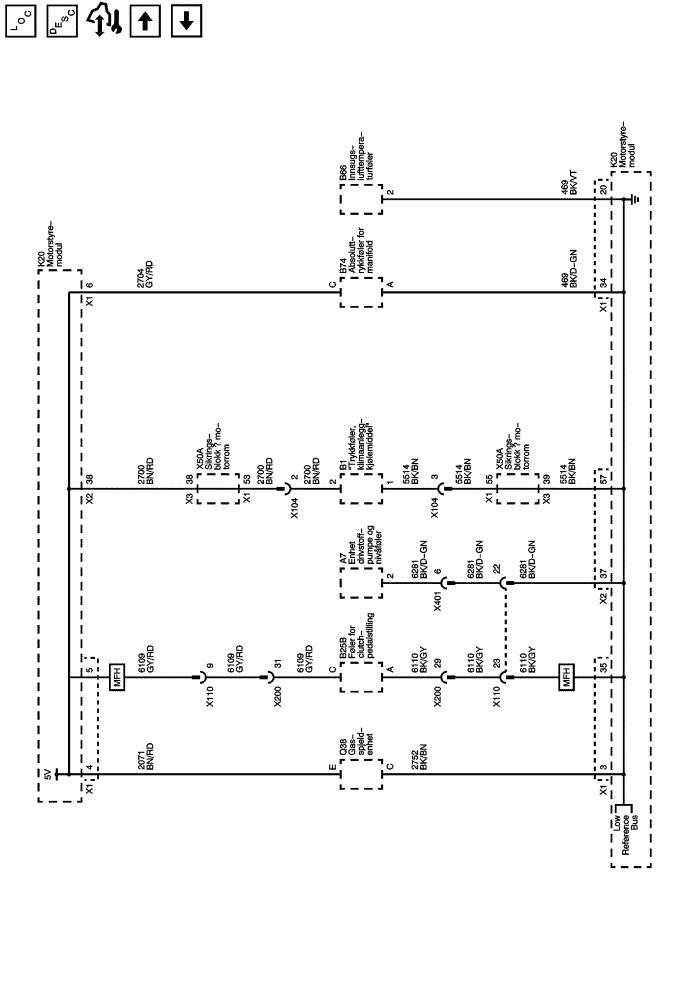 LOC
DESC
K20
Motorstyre-
modul
5V
4
X1
5
38
X2
6
X1
2071
BN/RD
E
Q38
Gas-
spjeld-
enhet
C
2752
BK/BN
3
X1
MFH
6109
GY/RD
9
X110
6109
GY/RD
31
X200
6109
GY/RD
C
B25B
Føler for
clutch-
pedalstilling
A
6110
BK/GY
29
X200
6110
BK/GY
23
X110
6110
BK/GY
MFH
35
A7
Enhet
drivstoff-
pumpe og
nivåføler
2
6281
BK/D-GN
6
X401
6281
BK/D-GN
22
6281
BK/D-GN
37
X2
2700
BN/RD
38
X3
X50A
Sikrings-
blokk ? mo-
torrom
53
X1
2700
BN/RD
2
X104
2700
BN/RD
2
B1
"Trykkføler,
klimaanlegg-
kjølemiddel"
1
5514
BK/BN
3
X104
5514
BK/BN
55
X1
X50A
Sikrings-
blokk ? mo-
torrom
39
X3
5514
BK/BN
57
2704
GY/RD
C
B74
Absolutt-
rykkføler for
manifold
A
469
BK/D-GN
34
X1
B66
Innsugs-
lufttempera-
turføler
2
469
BK/VT
20
K20
Motorstyre-
modul
Low
Reference
Bus